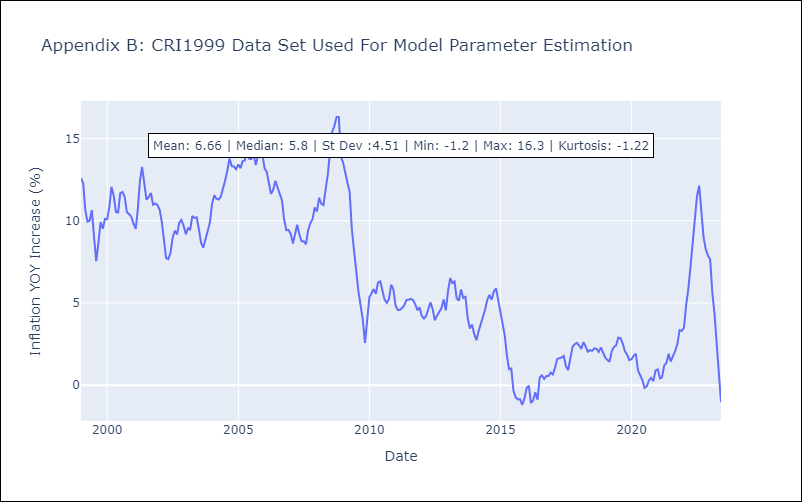 Appendix B: CRI1999 Data Set Used For Model Parameter Estimation
Mean: 6.66 | Median: 5.8 | St Dev :4.51 | Min: -1.2 | Max: 16.3 | Kurtosis: -1.22
Inflation YOY Increase (%)
15
10
5
0
2000
2005
2010
2015
2020
Date